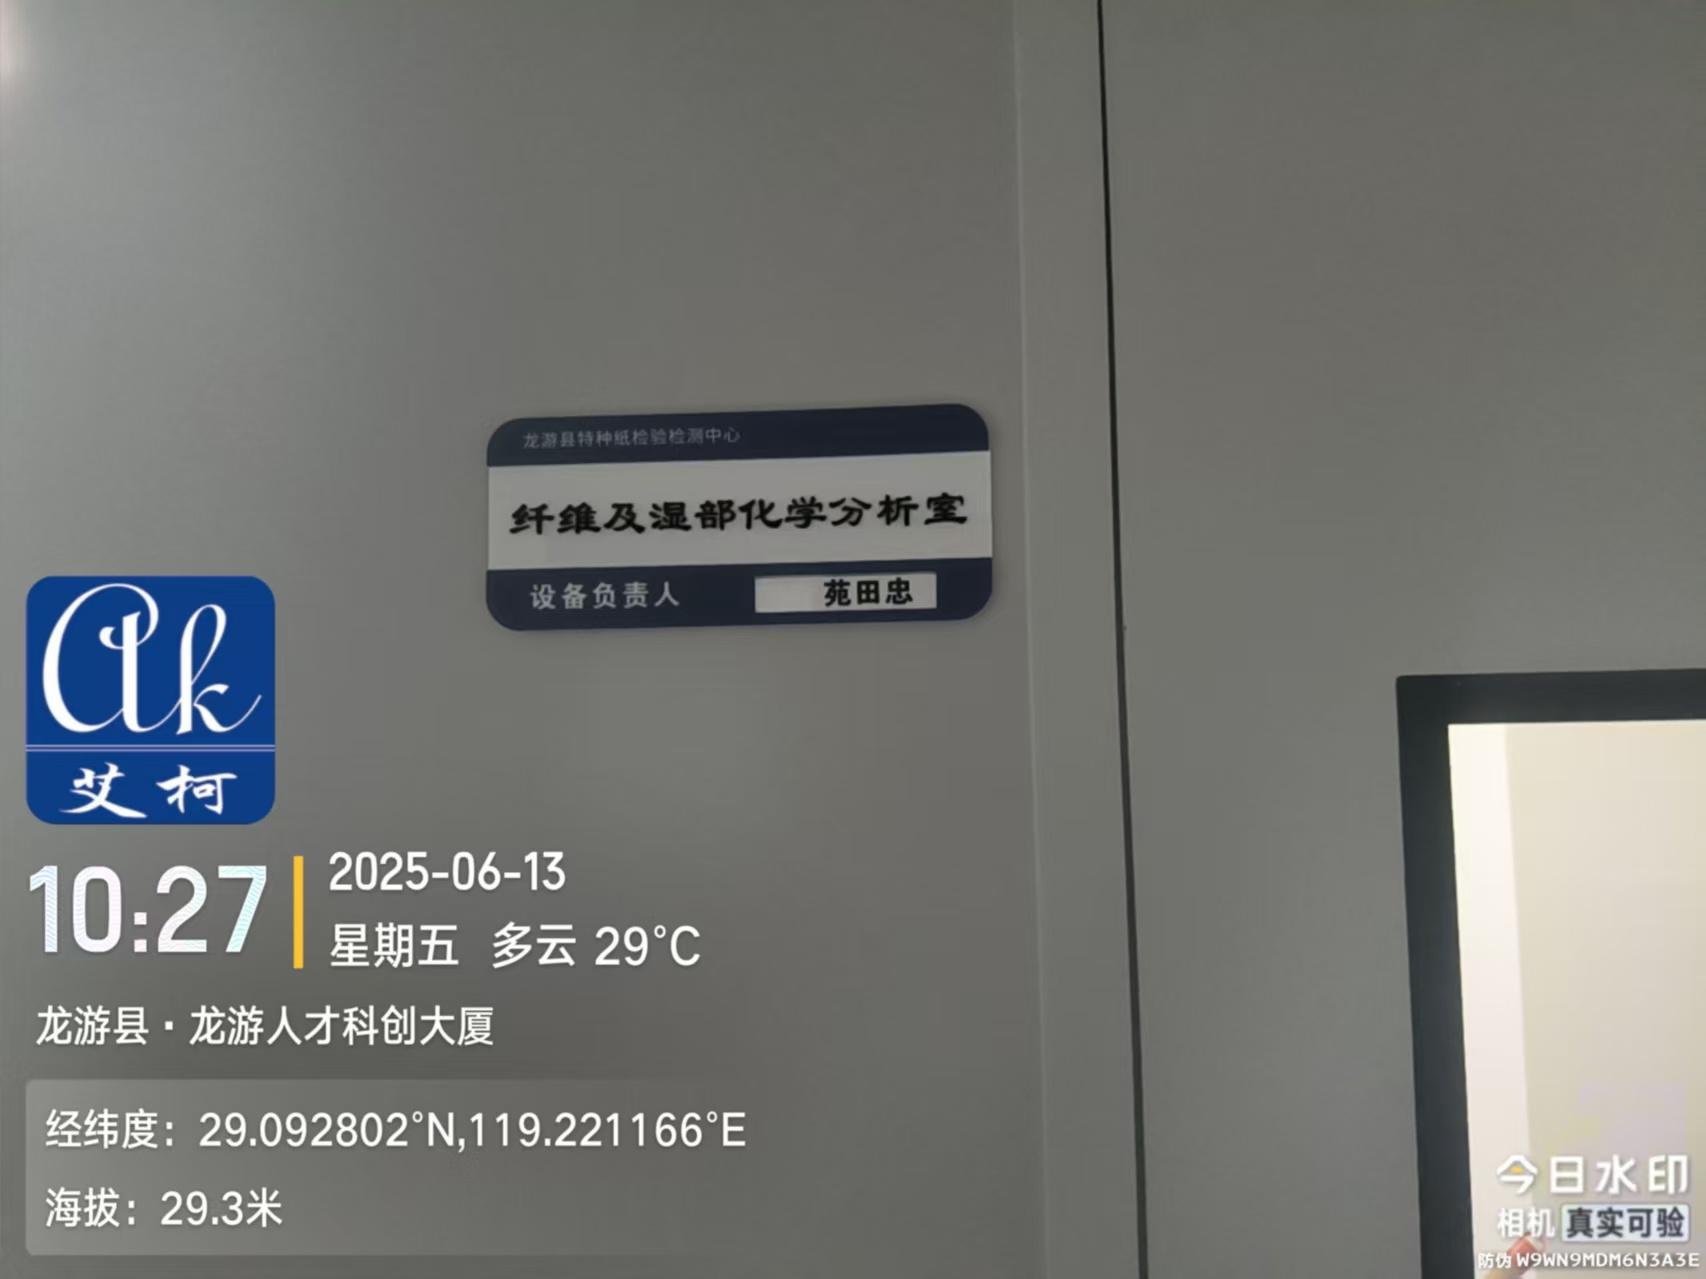 龙游县特种纸检验检测中心
纤维及湿部化学分析室
设备负责人 苑田忠
ak
艾柯
10:27
2025-06-13
星期五 多云 29°C
龙游县·龙游人才科创大厦
经纬度：29.092802°N,119.221166°E
海拔：29.3米
今日水印
相机 真实可验
防伪 W9WN9MDM6N3A3E